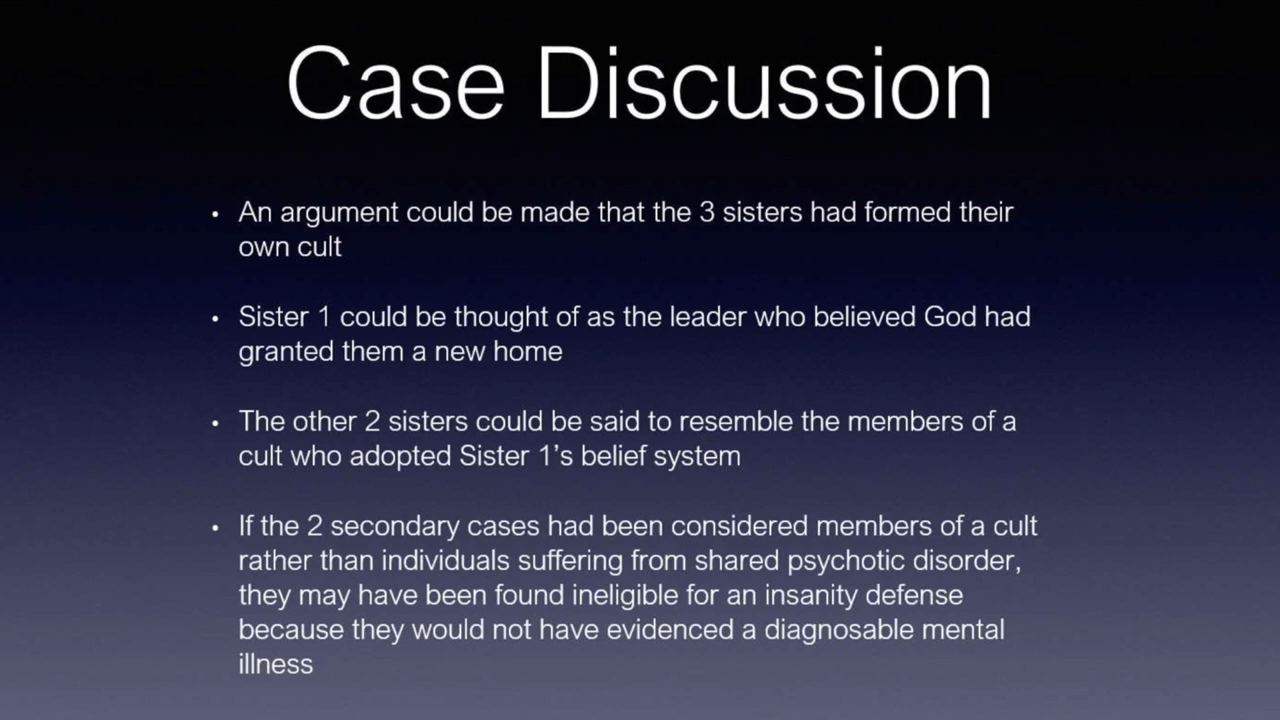 Case Discussion
• An argument could be made that the 3 sisters had formed their
own cult
• Sister 1 could be thought of as the leader who believed God had
granted them a new home
• The other 2 sisters could be said to resemble the members of a
cult who adopted Sister 1’s belief system
• If the 2 secondary cases had been considered members of a cult
rather than individuals suffering from shared psychotic disorder,
they may have been found ineligible for an insanity defense
because they would not have evidenced a diagnosable mental
illness